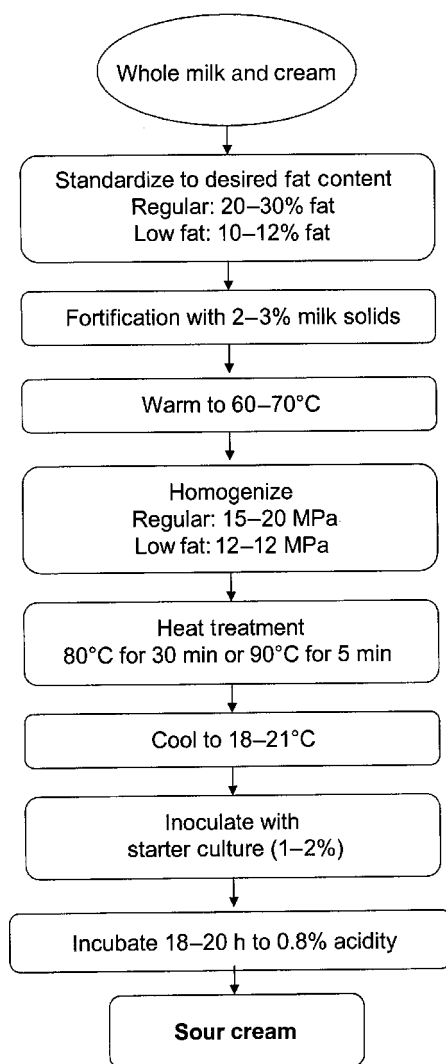 Whole milk and cream
Standardize to desired fat content
Regular: 20–30% fat
Low fat: 10–12% fat
Fortification with 2–3% milk solids
Warm to 60–70°C
Homogenize
Regular: 15–20 MPa
Low fat: 12–12 MPa
Heat treatment
80°C for 30 min or 90°C for 5 min
Cool to 18–21°C
Inoculate with
starter culture (1–2%)
Incubate 18–20 h to 0.8% acidity
Sour cream